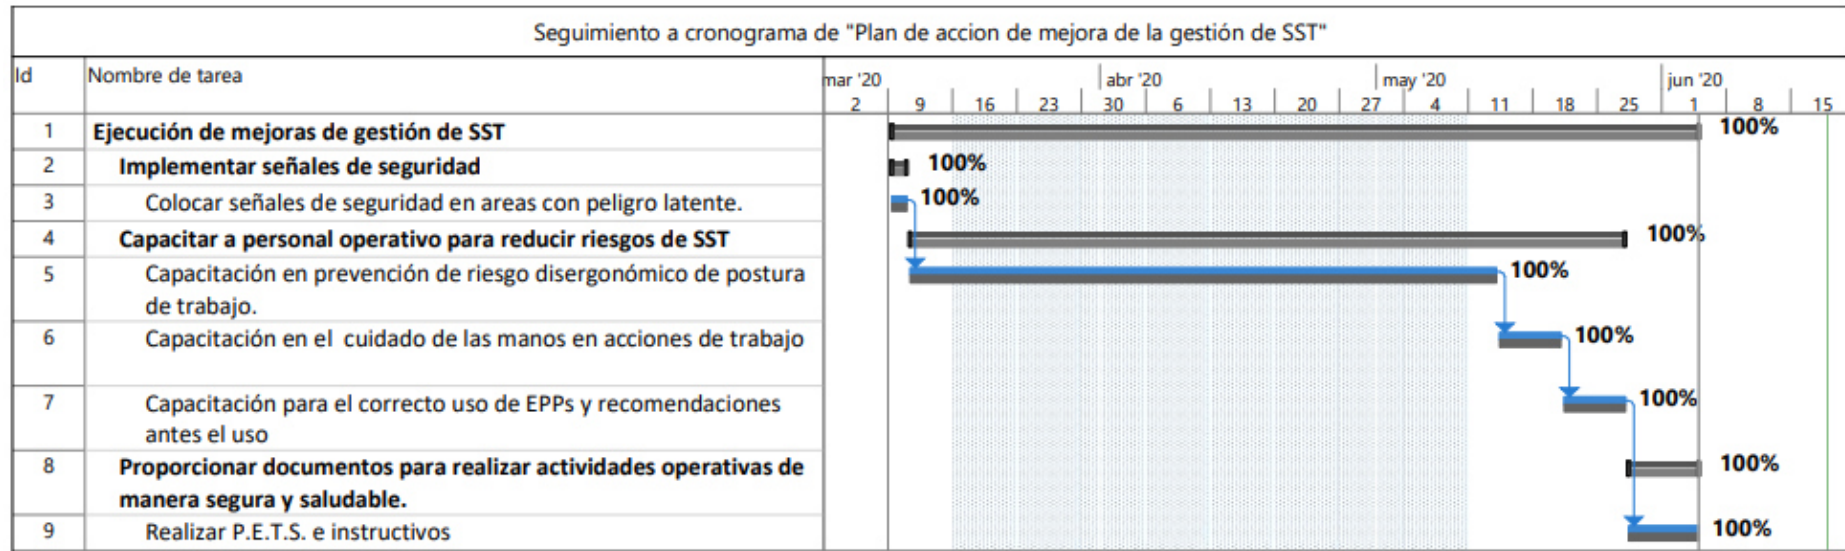 Seguimiento a cronograma de "Plan de accion de mejora de la gestión de SST"
Id Nombre de tarea mar '20 abr '20 may '20 jun '20
2 9 16 23 30 6 13 20 27 4 11 18 25 1 8 15
1 Ejecución de mejoras de gestión de SST 100%
2 Implementar señales de seguridad 100%
3 Colocar señales de seguridad en areas con peligro latente. 100%
4 Capacitar a personal operativo para reducir riesgos de SST 100%
5 Capacitación en prevención de riesgo disergonómico de postura 100%
de trabajo.
6 Capacitación en el cuidado de las manos en acciones de trabajo 100%
7 Capacitación para el correcto uso de EPPs y recomendaciones 100%
antes el uso
8 Proporcionar documentos para realizar actividades operativas de 100%
manera segura y saludable.
9 Realizar P.E.T.S. e instructivos 100%